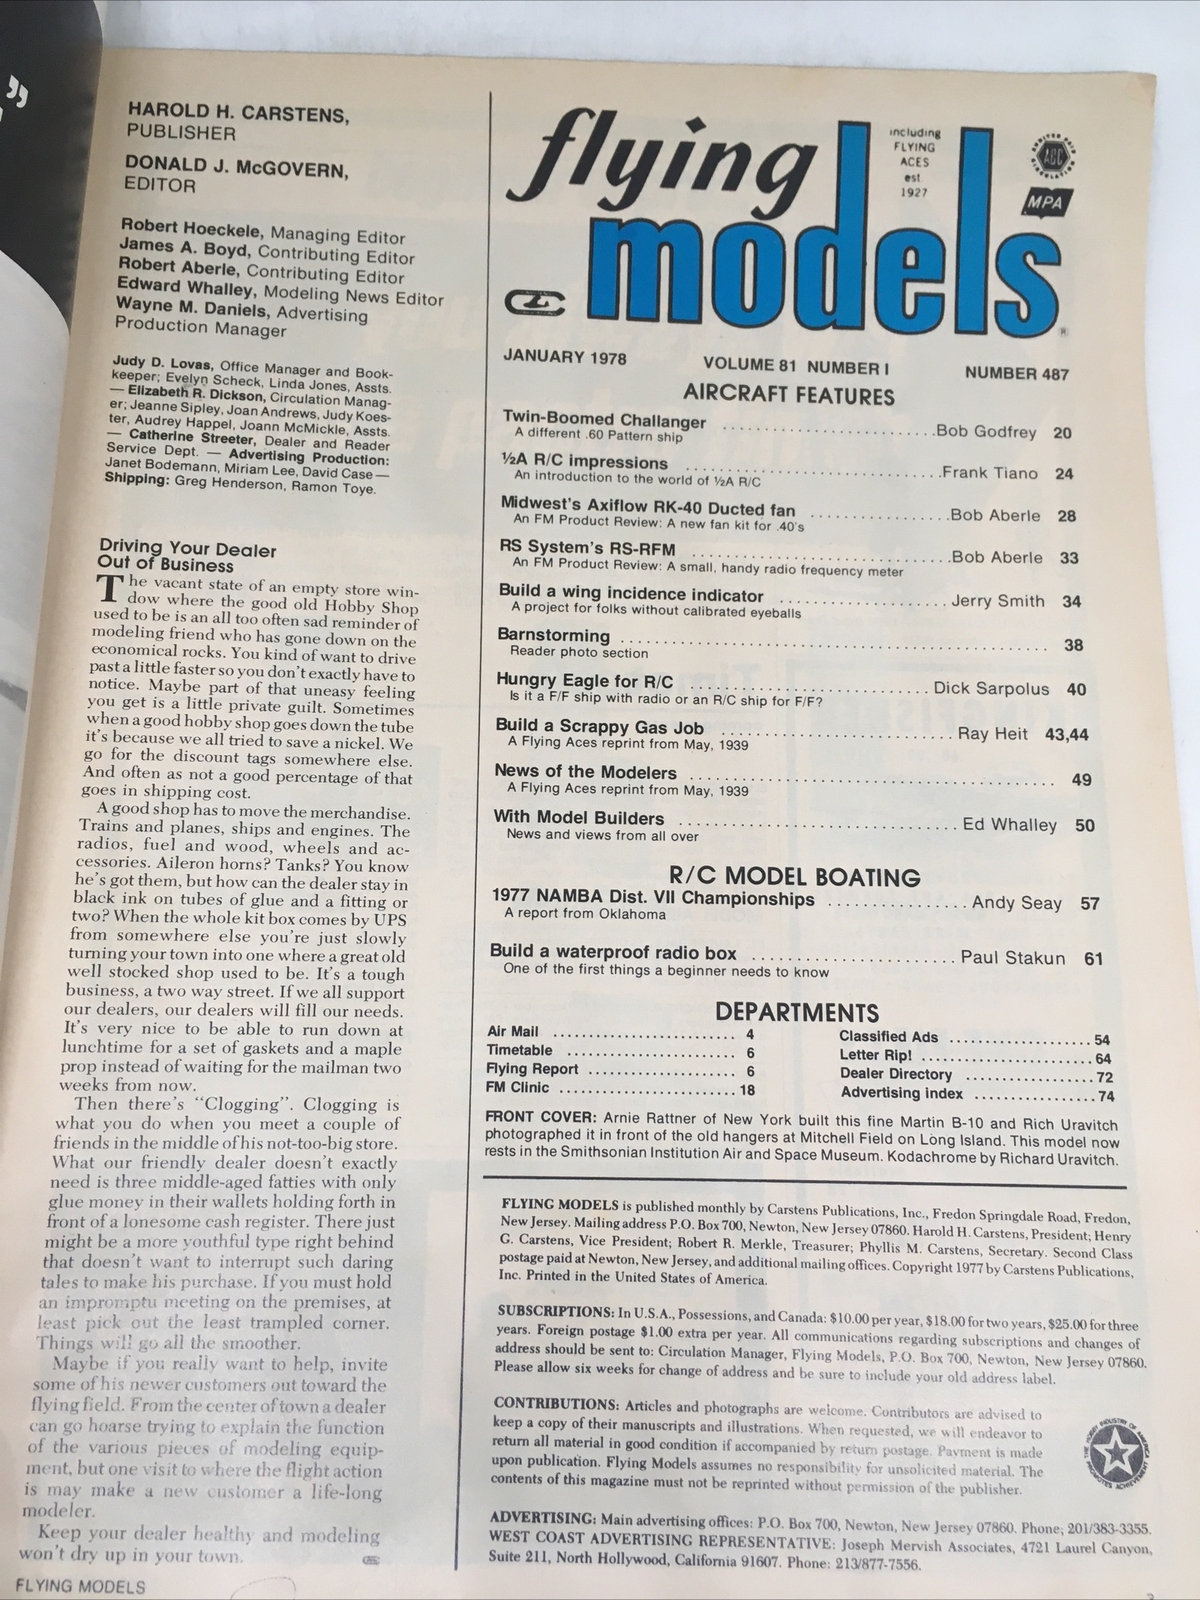 ”
HAROLD H. CARSTENS,
PUBLISHER
DONALD J. McGOVERN,
EDITOR
Robert Hoeckele, Managing Editor
James A. Boyd, Contributing Editor
Robert Aberle, Contributing Editor
Edward Whalley, Modeling News Editor
Wayne M. Daniels, Advertising
Production Manager
Judy D. Lovas, Office Manager and Book-
keeper; Evelyn Scheck, Linda Jones, Assts.
— Elizabeth R. Dickson, Circulation Manag-
er; Jeanne Sipley, Joan Andrews, Judy Koes-
ter, Audrey Happel, Joann McMickle, Assts.
— Catherine Streeter, Dealer and Reader
Service Dept. — Advertising Production:
Janet Bodemann, Miriam Lee, David Case —
Shipping: Greg Henderson, Ramon Toye.
Driving Your Dealer
Out of Business
The vacant state of an empty store win-
dow where the good old Hobby Shop
used to be is an all too often sad reminder of
modeling friend who has gone down on the
economical rocks. You kind of want to drive
past a little faster so you don't exactly have to
notice. Maybe part of that uneasy feeling
you get is a little private guilt. Sometimes
when a good hobby shop goes down the tube
it's because we all tried to save a nickel. We
go for the discount tags somewhere else.
And often as not a good percentage of that
goes in shipping cost.
A good shop has to move the merchandise.
Trains and planes, ships and engines. The
radios, fuel and wood, wheels and ac-
cessories. Aileron horns? Tanks? You know
he's got them, but how can the dealer stay in
black ink on tubes of glue and a fitting or
two? When the whole kit box comes by UPS
from somewhere else you're just slowly
turning your town into one where a great old
well stocked shop used to be. It's a tough
business, a two way street. If we all support
our dealers, our dealers will fill our needs.
It's very nice to be able to run down at
lunchtime for a set of gaskets and a maple
prop instead of waiting for the mailman two
weeks from now.
Then there's “Clogging”. Clogging is
what you do when you meet a couple of
friends in the middle of his not-too-big store.
What our friendly dealer doesn't exactly
need is three middle-aged fatties with only
glue money in their wallets holding forth in
front of a lonesome cash register. There just
might be a more youthful type right behind
that doesn't want to interrupt such daring
tales to make his purchase. If you must hold
an impromptu meeting on the premises, at
least pick out the least trampled corner.
Things will go all the smoother.
Maybe if you really want to help, invite
some of his newer customers out toward the
flying field. From the center of town a dealer
can go hoarse trying to explain the function
of the various pieces of modeling equip-
ment, but one visit to where the flight action
is may make a new customer a life-long
modeler.
Keep your dealer healthy and modeling
won't dry up in your town.
FLYING MODELS
flying
models
including
FLYING
ACES
est
1927
ABC
MPA
®
JANUARY 1978 VOLUME 81 NUMBER I NUMBER 487
AIRCRAFT FEATURES
Twin-Boomed Challanger ........................ Bob Godfrey 20
A different .60 Pattern ship
½A R/C impressions ............................ Frank Tiano 24
An introduction to the world of ½A R/C
Midwest's Axiflow RK-40 Ducted fan ................ Bob Aberle 28
An FM Product Review: A new fan kit for .40's
RS System's RS-RFM ............................ Bob Aberle 33
An FM Product Review: A small, handy radio frequency meter
Build a wing incidence indicator .................... Jerry Smith 34
A project for folks without calibrated eyeballs
Barnstorming .............................................. 38
Reader photo section
Hungry Eagle for R/C .......................... Dick Sarpolus 40
Is it a F/F ship with radio or an R/C ship for F/F?
Build a Scrappy Gas Job ......................... Ray Heit 43,44
A Flying Aces reprint from May, 1939
News of the Modelers ........................................ 49
A Flying Aces reprint from May, 1939
With Model Builders .............................. Ed Whalley 50
News and views from all over
R/C MODEL BOATING
1977 NAMBA Dist. VII Championships ................ Andy Seay 57
A report from Oklahoma
Build a waterproof radio box ....................... Paul Stakun 61
One of the first things a beginner needs to know
DEPARTMENTS
Air Mail ........................ 4
Timetable ...................... 6
Flying Report .................. 6
FM Clinic ....................... 18
Classified Ads .................. 54
Letter Rip! ...................... 64
Dealer Directory ................ 72
Advertising index ................ 74
FRONT COVER: Arnie Rattner of New York built this fine Martin B-10 and Rich Uravitch
photographed it in front of the old hangers at Mitchell Field on Long Island. This model now
rests in the Smithsonian Institution Air and Space Museum. Kodachrome by Richard Uravitch.
FLYING MODELS is published monthly by Carstens Publications, Inc., Fredon Springdale Road, Fredon,
New Jersey. Mailing address P.O. Box 700, Newton, New Jersey 07860. Harold H. Carstens, President; Henry
G. Carstens, Vice President; Robert R. Merkle, Treasurer; Phyllis M. Carstens, Secretary. Second Class
postage paid at Newton, New Jersey, and additional mailing offices. Copyright 1977 by Carstens Publications,
Inc. Printed in the United States of America.
SUBSCRIPTIONS: In U.S.A., Possessions, and Canada: $10.00 per year, $18.00 for two years, $25.00 for three
years. Foreign postage $1.00 extra per year. All communications regarding subscriptions and changes of
address should be sent to: Circulation Manager, Flying Models, P.O. Box 700, Newton, New Jersey 07860.
Please allow six weeks for change of address and be sure to include your old address label.
CONTRIBUTIONS: Articles and photographs are welcome. Contributors are advised to
keep a copy of their manuscripts and illustrations. When requested, we will endeavor to
return all material in good condition if accompanied by return postage. Payment is made
upon publication. Flying Models assumes no responsibility for unsolicited material. The
contents of this magazine must not be reprinted without permission of the publisher.
ADVERTISING: Main advertising offices: P.O. Box 700, Newton, New Jersey 07860. Phone; 201/383-3355.
WEST COAST ADVERTISING REPRESENTATIVE: Joseph Mervish Associates, 4721 Laurel Canyon,
Suite 211, North Hollywood, California 91607. Phone: 213/877-7556.